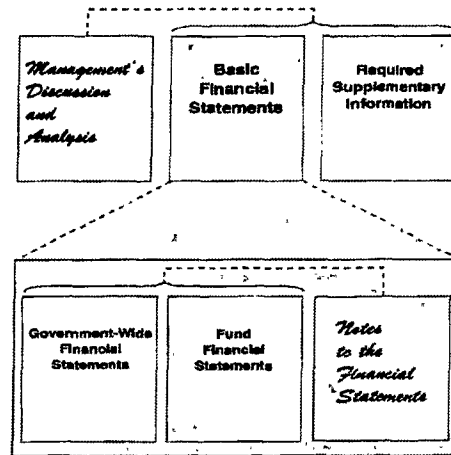 Management's
Discussion
and
Analysis
Basic
Financial
Statements
Required
Supplementary
Information
Government-Wide
Financial
Statements
Fund
Financial
Statements
Notes
to the
Financial
Statements